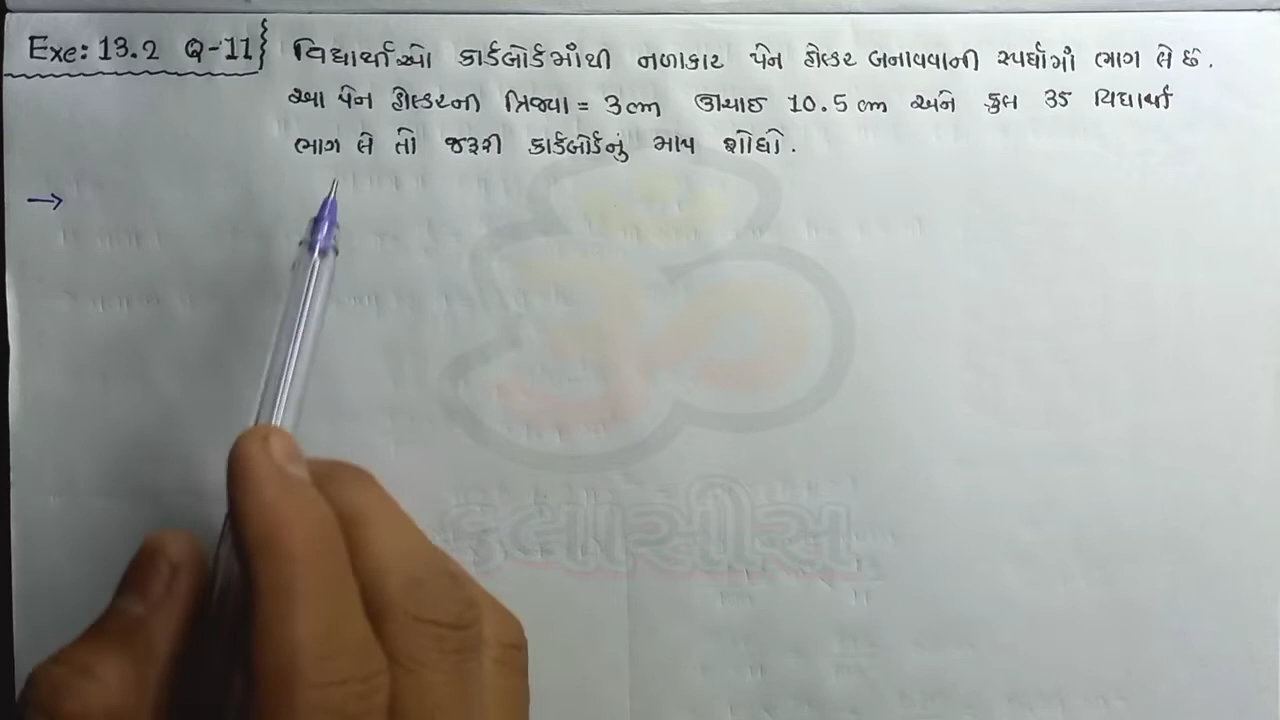 Exe: 13.2 Q-11} વિદ્યાર્થીઓ કાર્ડબોર્ડમાંથી નળાકાર પેન હોલ્ડર બનાવવાની સ્પર્ધામાં ભાગ લે છે.
આ પેન હોલ્ડરની ત્રિજ્યા = 3cm ઊંચાઈ 10.5 cm અને કુલ 35 વિદ્યાર્થી
ભાગ લે તો જરૂરી કાર્ડબોર્ડનું માપ શોધો.
→
ૐ
કલાસીસ